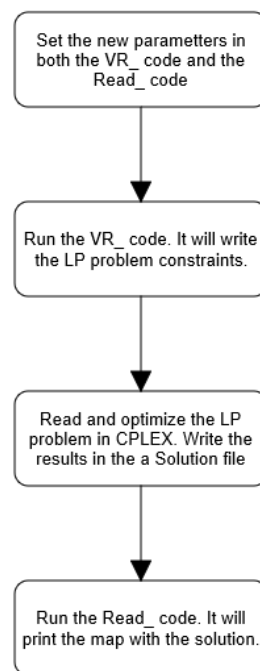 Set the new parametters in
both the VR_ code and the
Read_ code
Run the VR_ code. It will write
the LP problem constraints.
Read and optimize the LP
problem in CPLEX. Write the
results in the a Solution file
Run the Read_ code. It will
print the map with the solution.